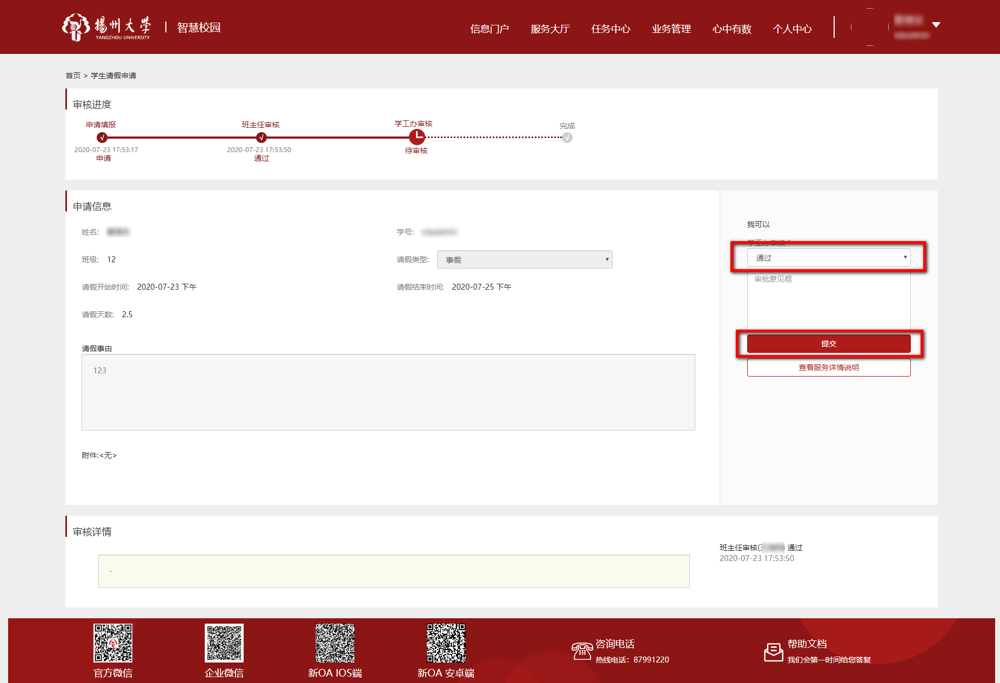 揚州大学
YANGZHOU UNIVERSITY
智慧校园
信息门户 服务大厅 任务中心 业务管理 心中有数 个人中心
首页 > 学生请假申请
审核进度
申请填报 班主任审核 学工办审核 完成
2020-07-23 17:53:17 2020-07-23 17:53:50 待审核
申请 通过
申请信息
姓名: 学号:
班级: 12 请假类型: 事假
请假开始时间: 2020-07-23 下午 请假结束时间: 2020-07-25 下午
请假天数: 2.5
请假事由
123
附件:<无>
我可以
学工办审核 *
通过
审批意见框
提交
查看服务详情说明
审核详情
-
班主任审核( ) 通过
2020-07-23 17:53:50
官方微信 企业微信 新OA IOS端 新OA 安卓端
咨询电话
热线电话：87991220
帮助文档
我们会第一时间给您答复